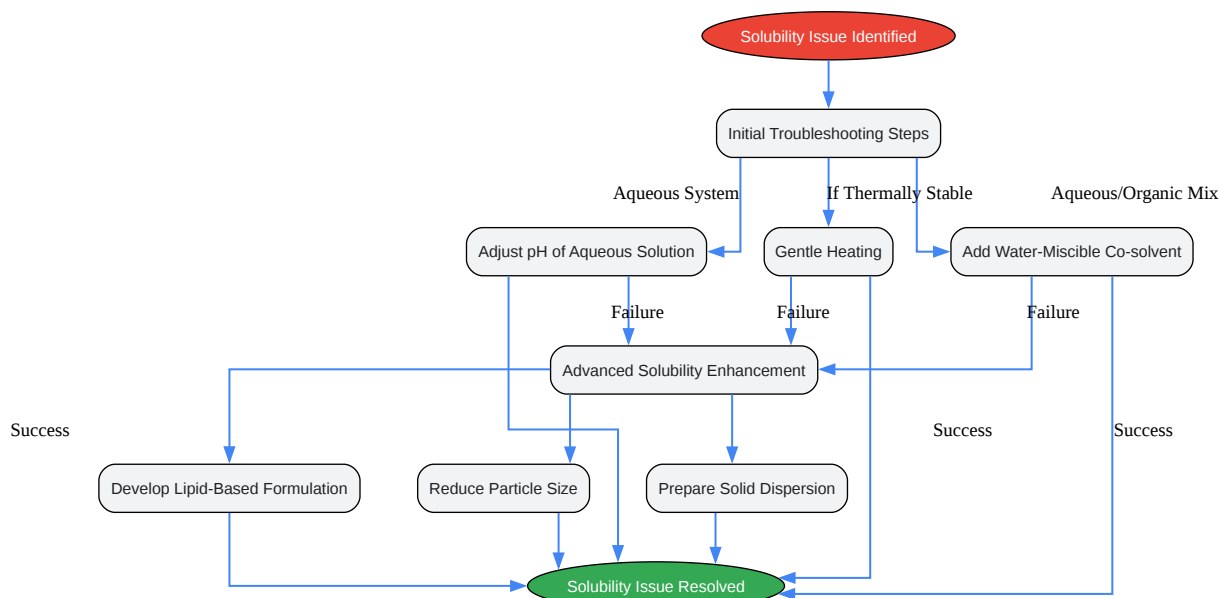 Solubility Issue Identified
Initial Troubleshooting Steps
Aqueous System
If Thermally Stable
Aqueous/Organic Mix
Adjust pH of Aqueous Solution
Gentle Heating
Add Water-Miscible Co-solvent
Failure
Failure
Failure
Advanced Solubility Enhancement
Success
Success
Success
Develop Lipid-Based Formulation
Reduce Particle Size
Prepare Solid Dispersion
Solubility Issue Resolved